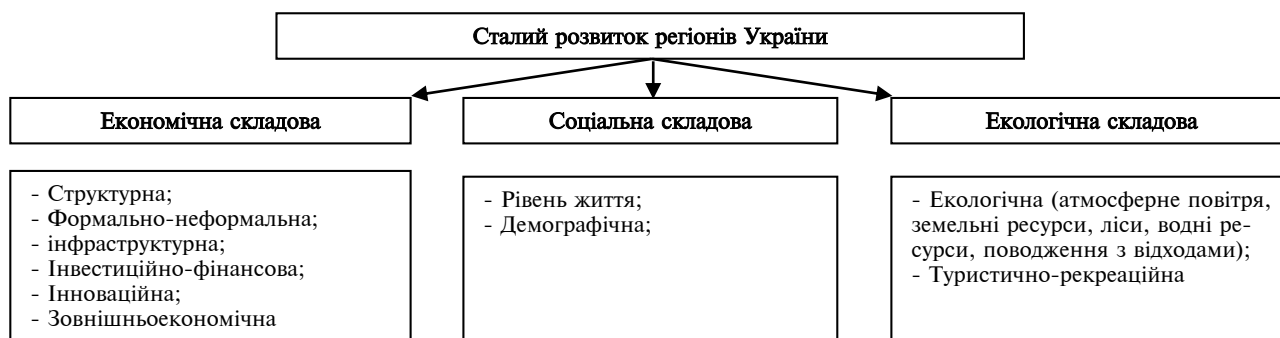 Сталий розвиток регіонів України
Економічна складова
Соціальна складова
Екологічна складова
- Структурна;
- Формально-неформальна;
- інфраструктурна;
- Інвестиційно-фінансова;
- Інноваційна;
- Зовнішньоекономічна
- Рівень життя;
- Демографічна;
- Екологічна (атмосферне повітря,
земельні ресурси, ліси, водні ре-
сурси, поводження з відходами);
- Туристично-рекреаційна